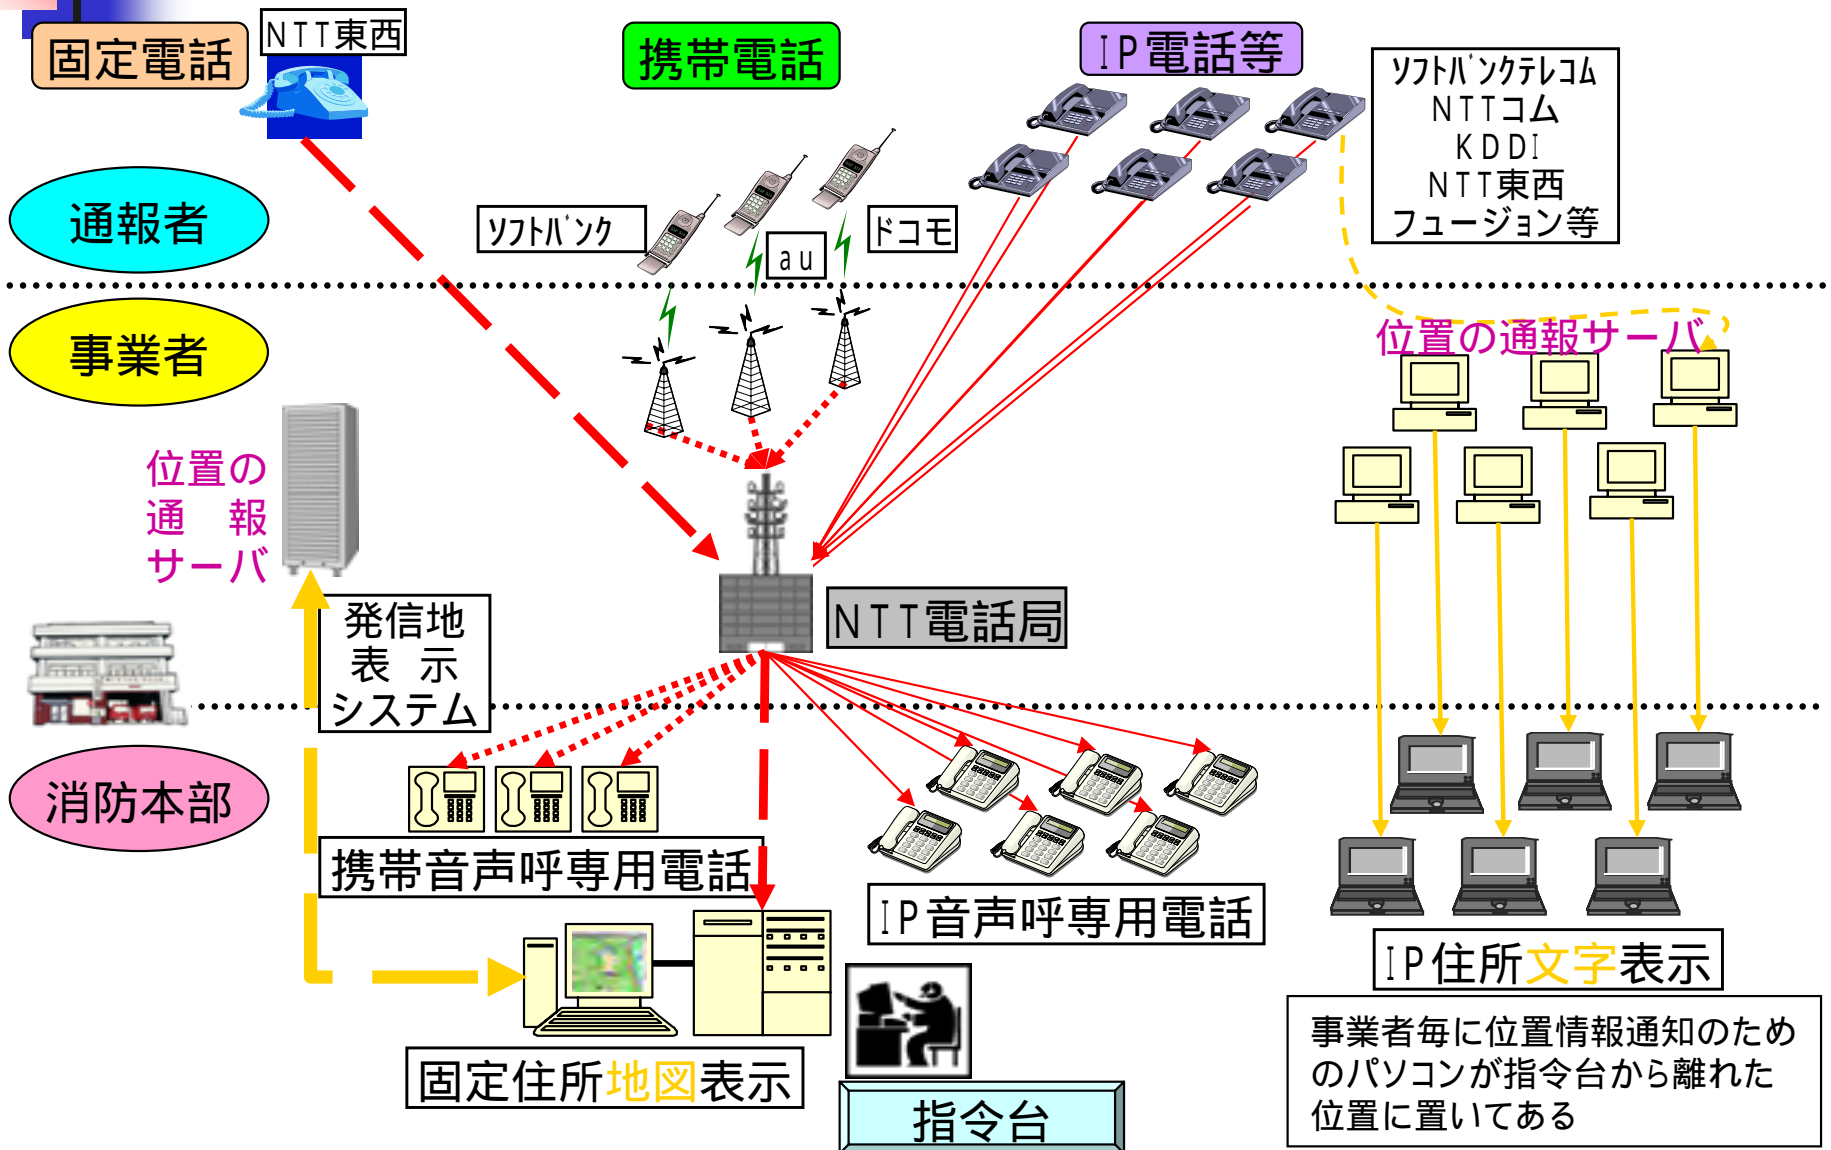 固定電話
NTT東西
携帯電話
IP電話等
ソフトバンクテレコム
NTTコム
KDDI
NTT東西
フュージョン等
通報者
ソフトバンク
au
ドコモ
事業者
位置の通報サーバ
位置の
通 報
サーバ
発信地
表 示
システム
NTT電話局
消防本部
携帯音声呼専用電話
IP音声呼専用電話
IP住所文字表示
固定住所地図表示
指令台
事業者毎に位置情報通知のため
のパソコンが指令台から離れた
位置に置いてある